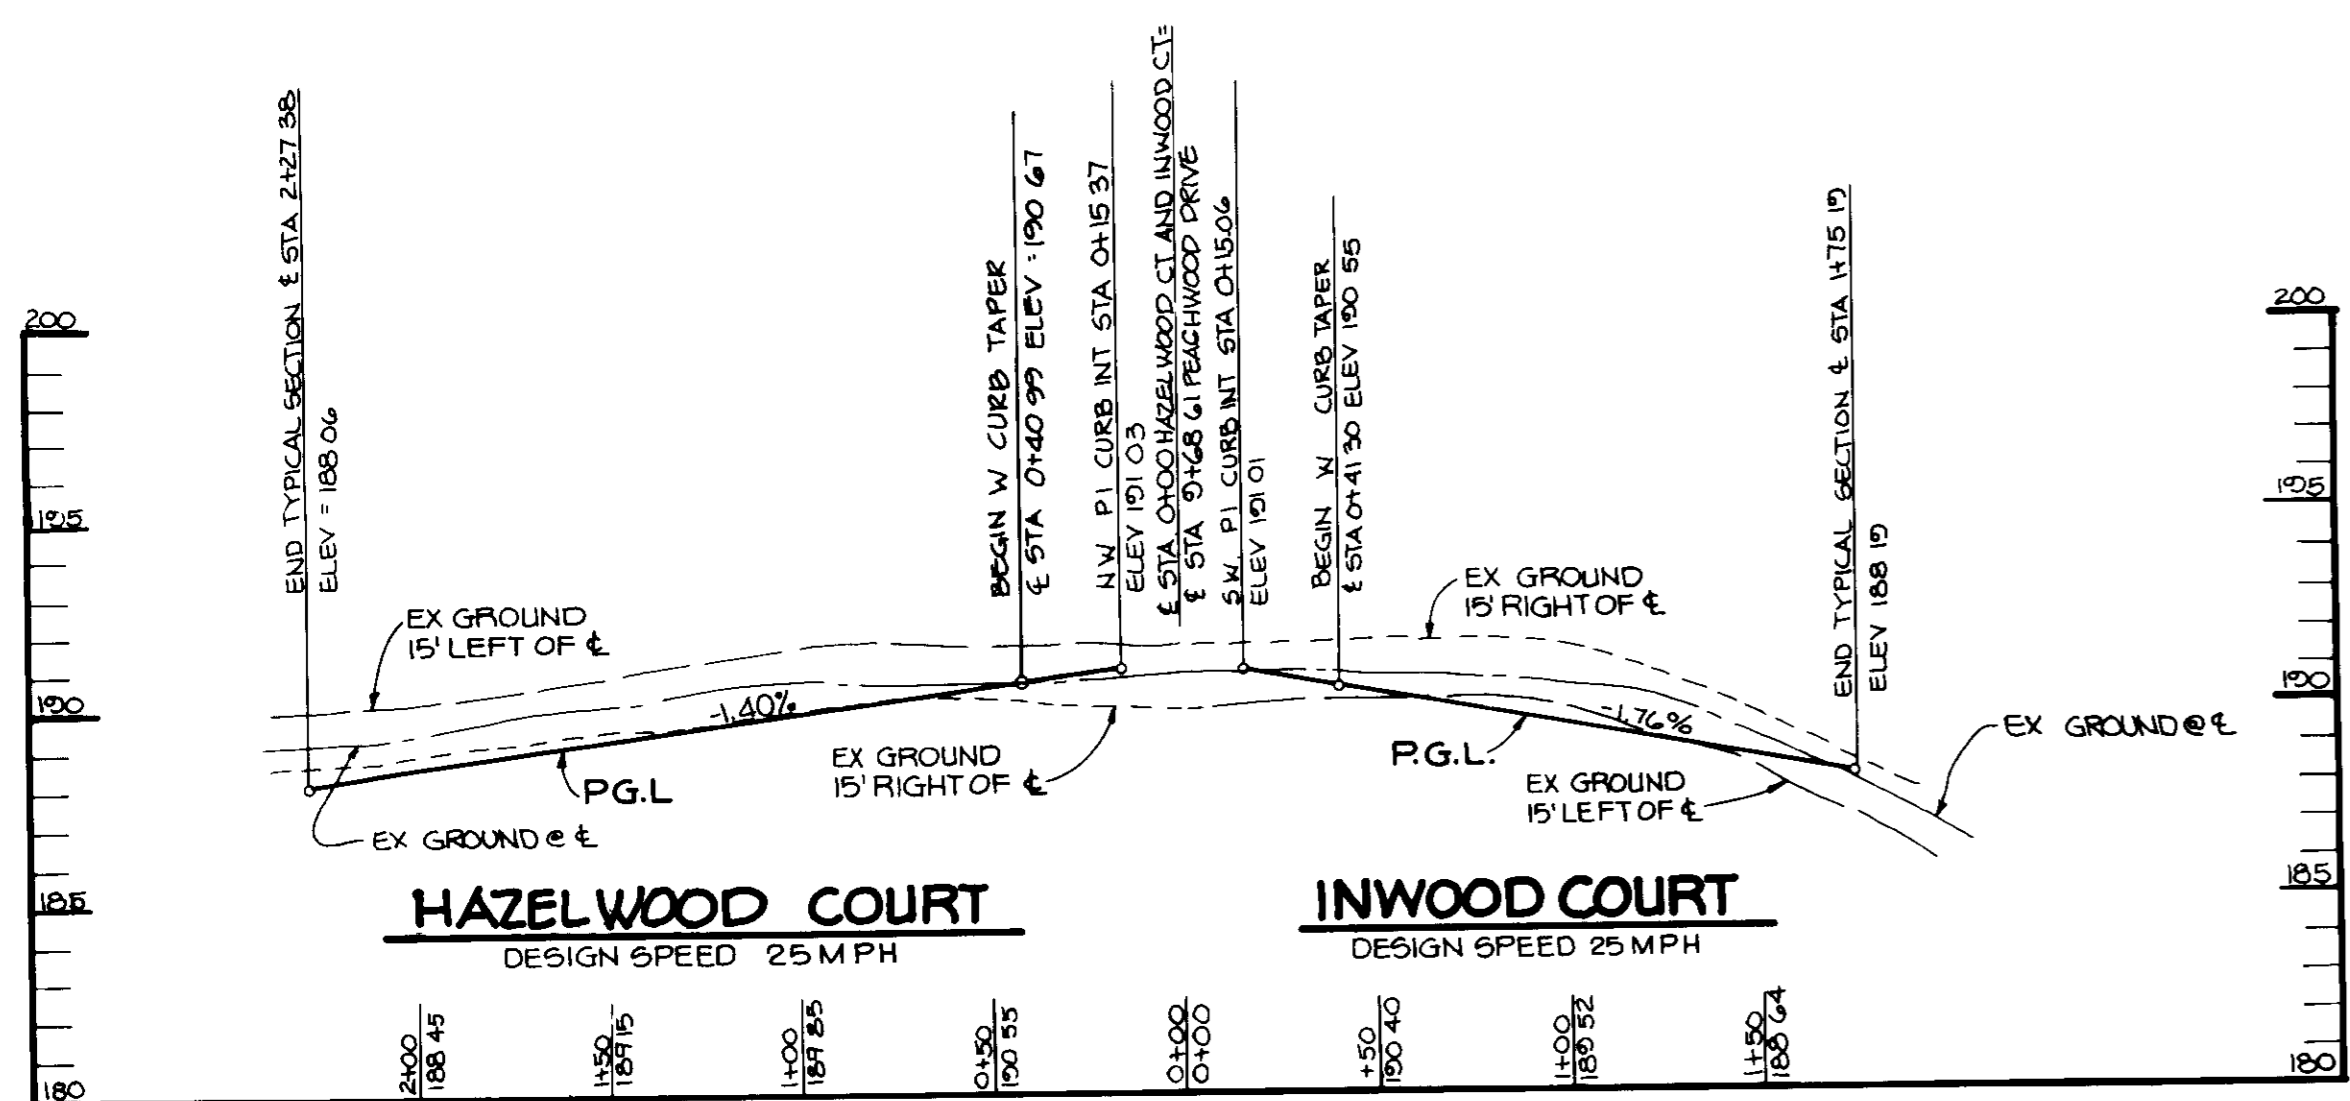 END TYPICAL SECTION ℄ STA 2+27 38
ELEV = 188 06
BEGIN W CURB TAPER
℄ STA 0+40 99 ELEV = 190 67
NW PI CURB INT STA 0+15 37
ELEV 191 03
℄ STA 0+00 HAZELWOOD CT AND INWOOD CT =
℄ STA 9+68 61 PEACHWOOD DRIVE
SW PI CURB INT STA 0+15.06
ELEV 191 01
BEGIN W CURB TAPER
℄ STA 0+41 30 ELEV 190 55
END TYPICAL SECTION ℄ STA 1+75 19
ELEV 188 19
200
195
190
185
180
200
195
190
185
180
EX GROUND
15' LEFT OF ℄
-1.40%
P.G.L
EX GROUND @ ℄
EX GROUND
15' RIGHT OF ℄
EX GROUND
15' RIGHT OF ℄
-1.76%
P.G.L.
EX GROUND
15' LEFT OF ℄
EX GROUND @ ℄
HAZELWOOD COURT
DESIGN SPEED 25 MPH
INWOOD COURT
DESIGN SPEED 25 MPH
2+00
188 45
1+50
189 15
1+00
189 85
0+50
190 55
0+00
0+00
+50
190 40
1+00
189 52
1+50
188 64